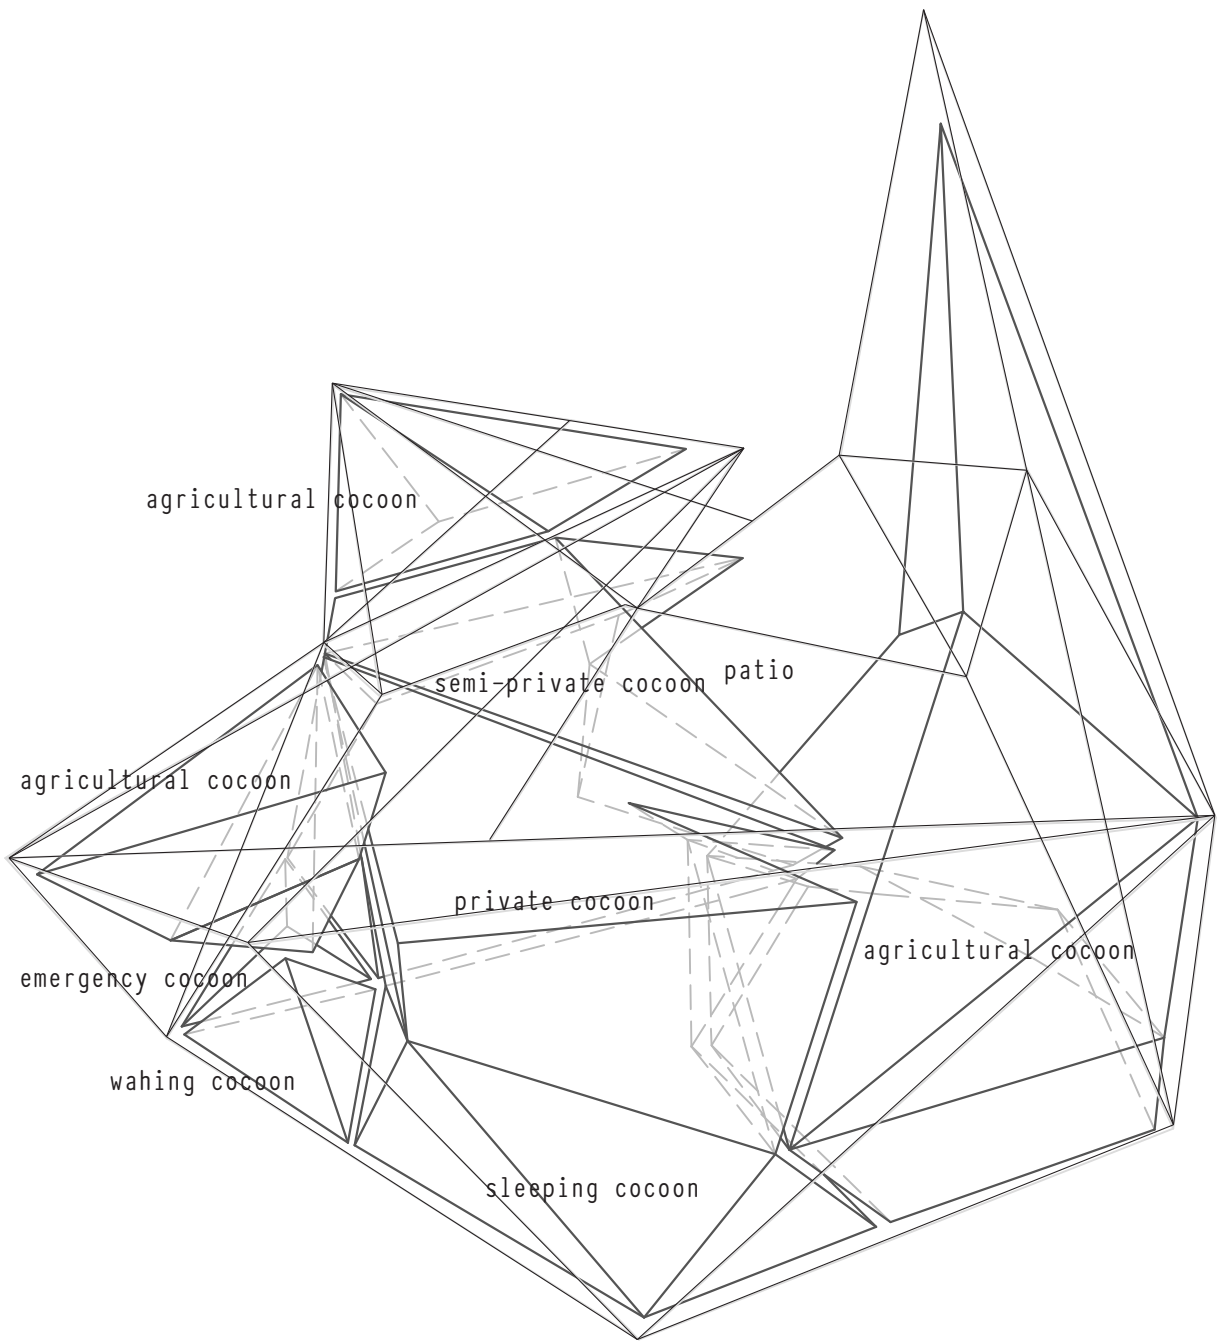 agricultural cocoon
semi-private cocoon
patio
agricultural cocoon
private cocoon
agricultural cocoon
emergency cocoon
wahing cocoon
sleeping cocoon